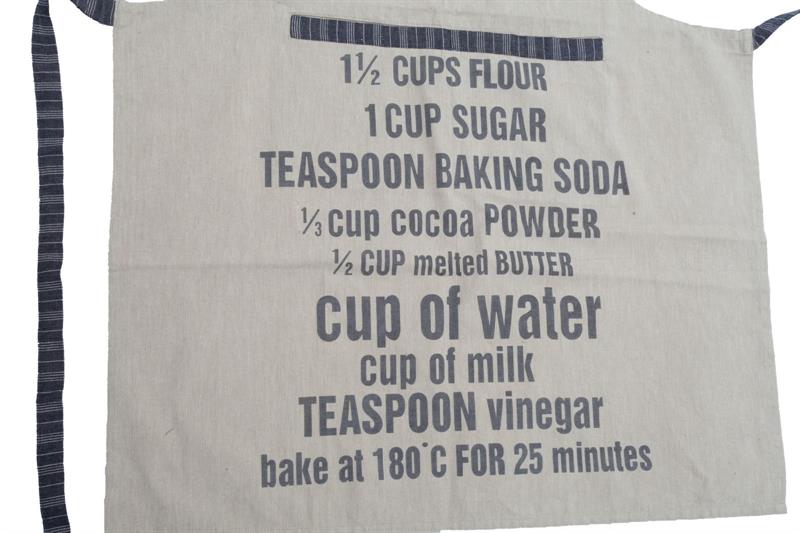 1½ CUPS FLOUR
1 CUP SUGAR
TEASPOON BAKING SODA
⅓ cup cocoa POWDER
½ CUP melted BUTTER
cup of water
cup of milk
TEASPOON vinegar
bake at 180°C FOR 25 minutes